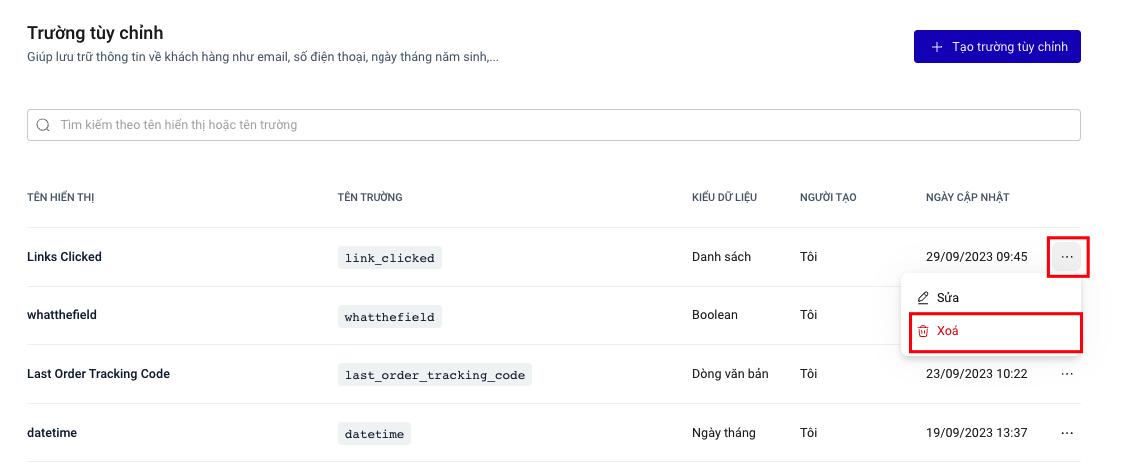 Trường tùy chỉnh
Giúp lưu trữ thông tin về khách hàng như email, số điện thoại, ngày tháng năm sinh,...
+ Tạo trường tùy chỉnh
Tìm kiếm theo tên hiển thị hoặc tên trường
TÊN HIỂN THỊ TÊN TRƯỜNG KIỂU DỮ LIỆU NGƯỜI TẠO NGÀY CẬP NHẬT
Links Clicked link_clicked Danh sách Tôi 29/09/2023 09:45 ...
Sửa
whatthefield whatthefield Boolean Tôi
Xoá
Last Order Tracking Code last_order_tracking_code Dòng văn bản Tôi 23/09/2023 10:22 ...
datetime datetime Ngày tháng Tôi 19/09/2023 13:37 ...